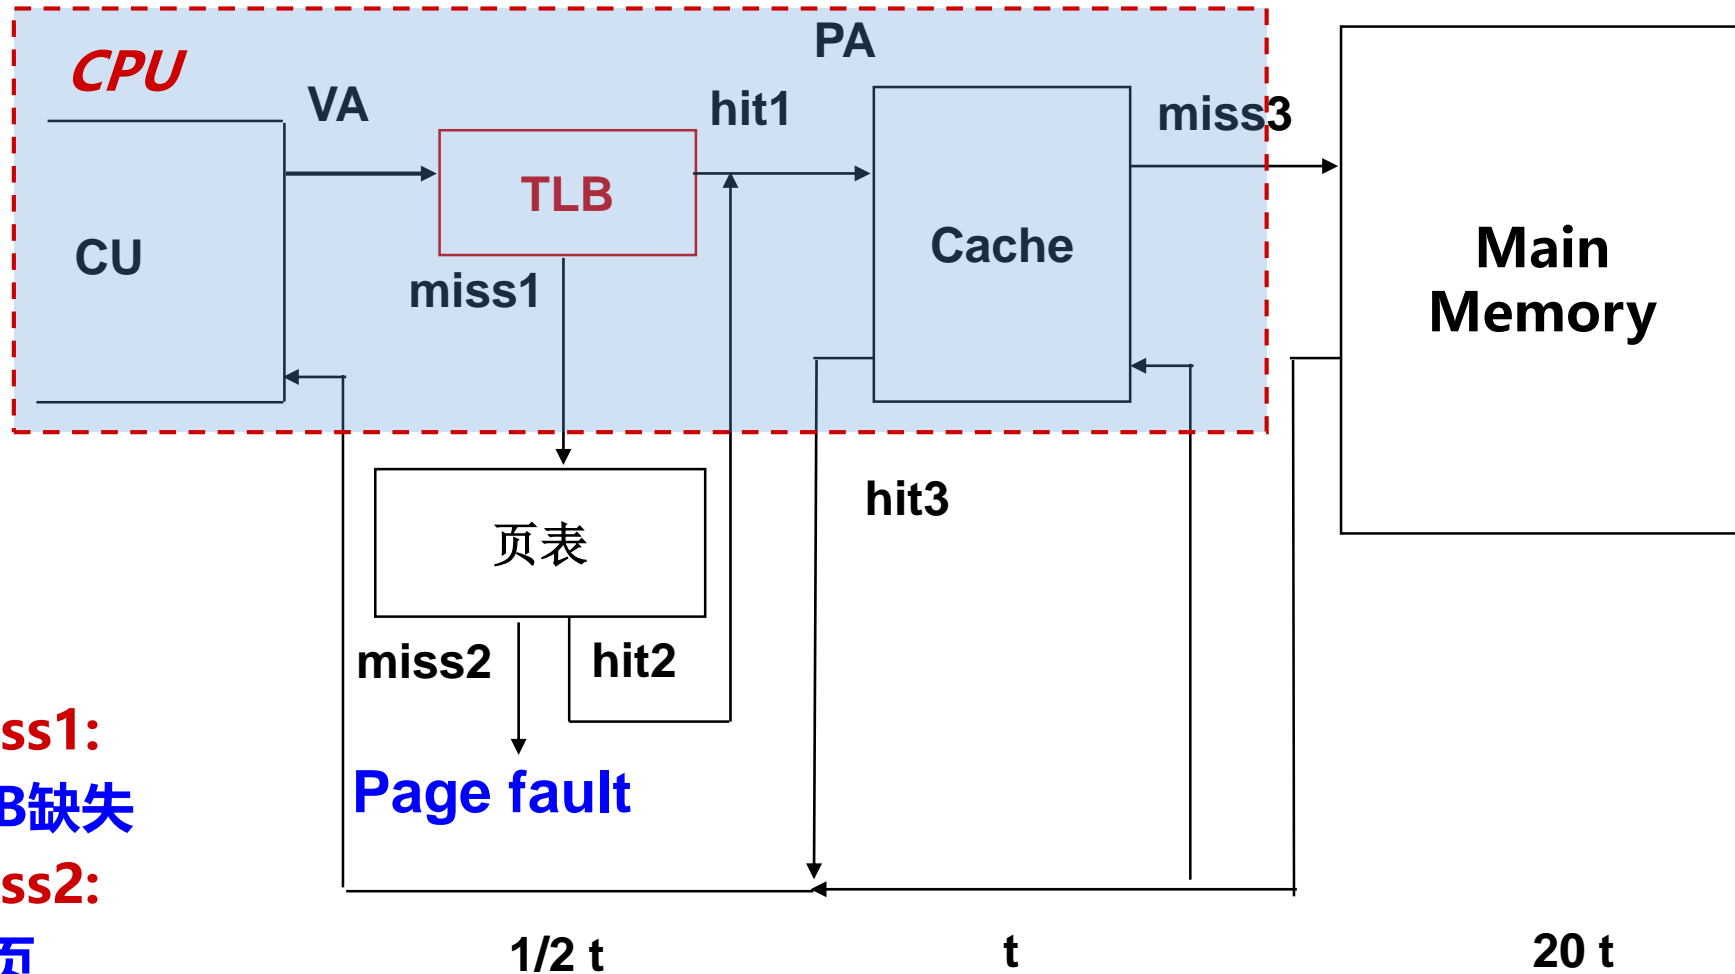 PA
CPU
VA
hit1
miss3
TLB
CU
Cache
Main
Memory
miss1
hit3
页表
miss2
hit2
ss1:
B缺失
Page fault
ss2:
页
1/2 t
t
20 t